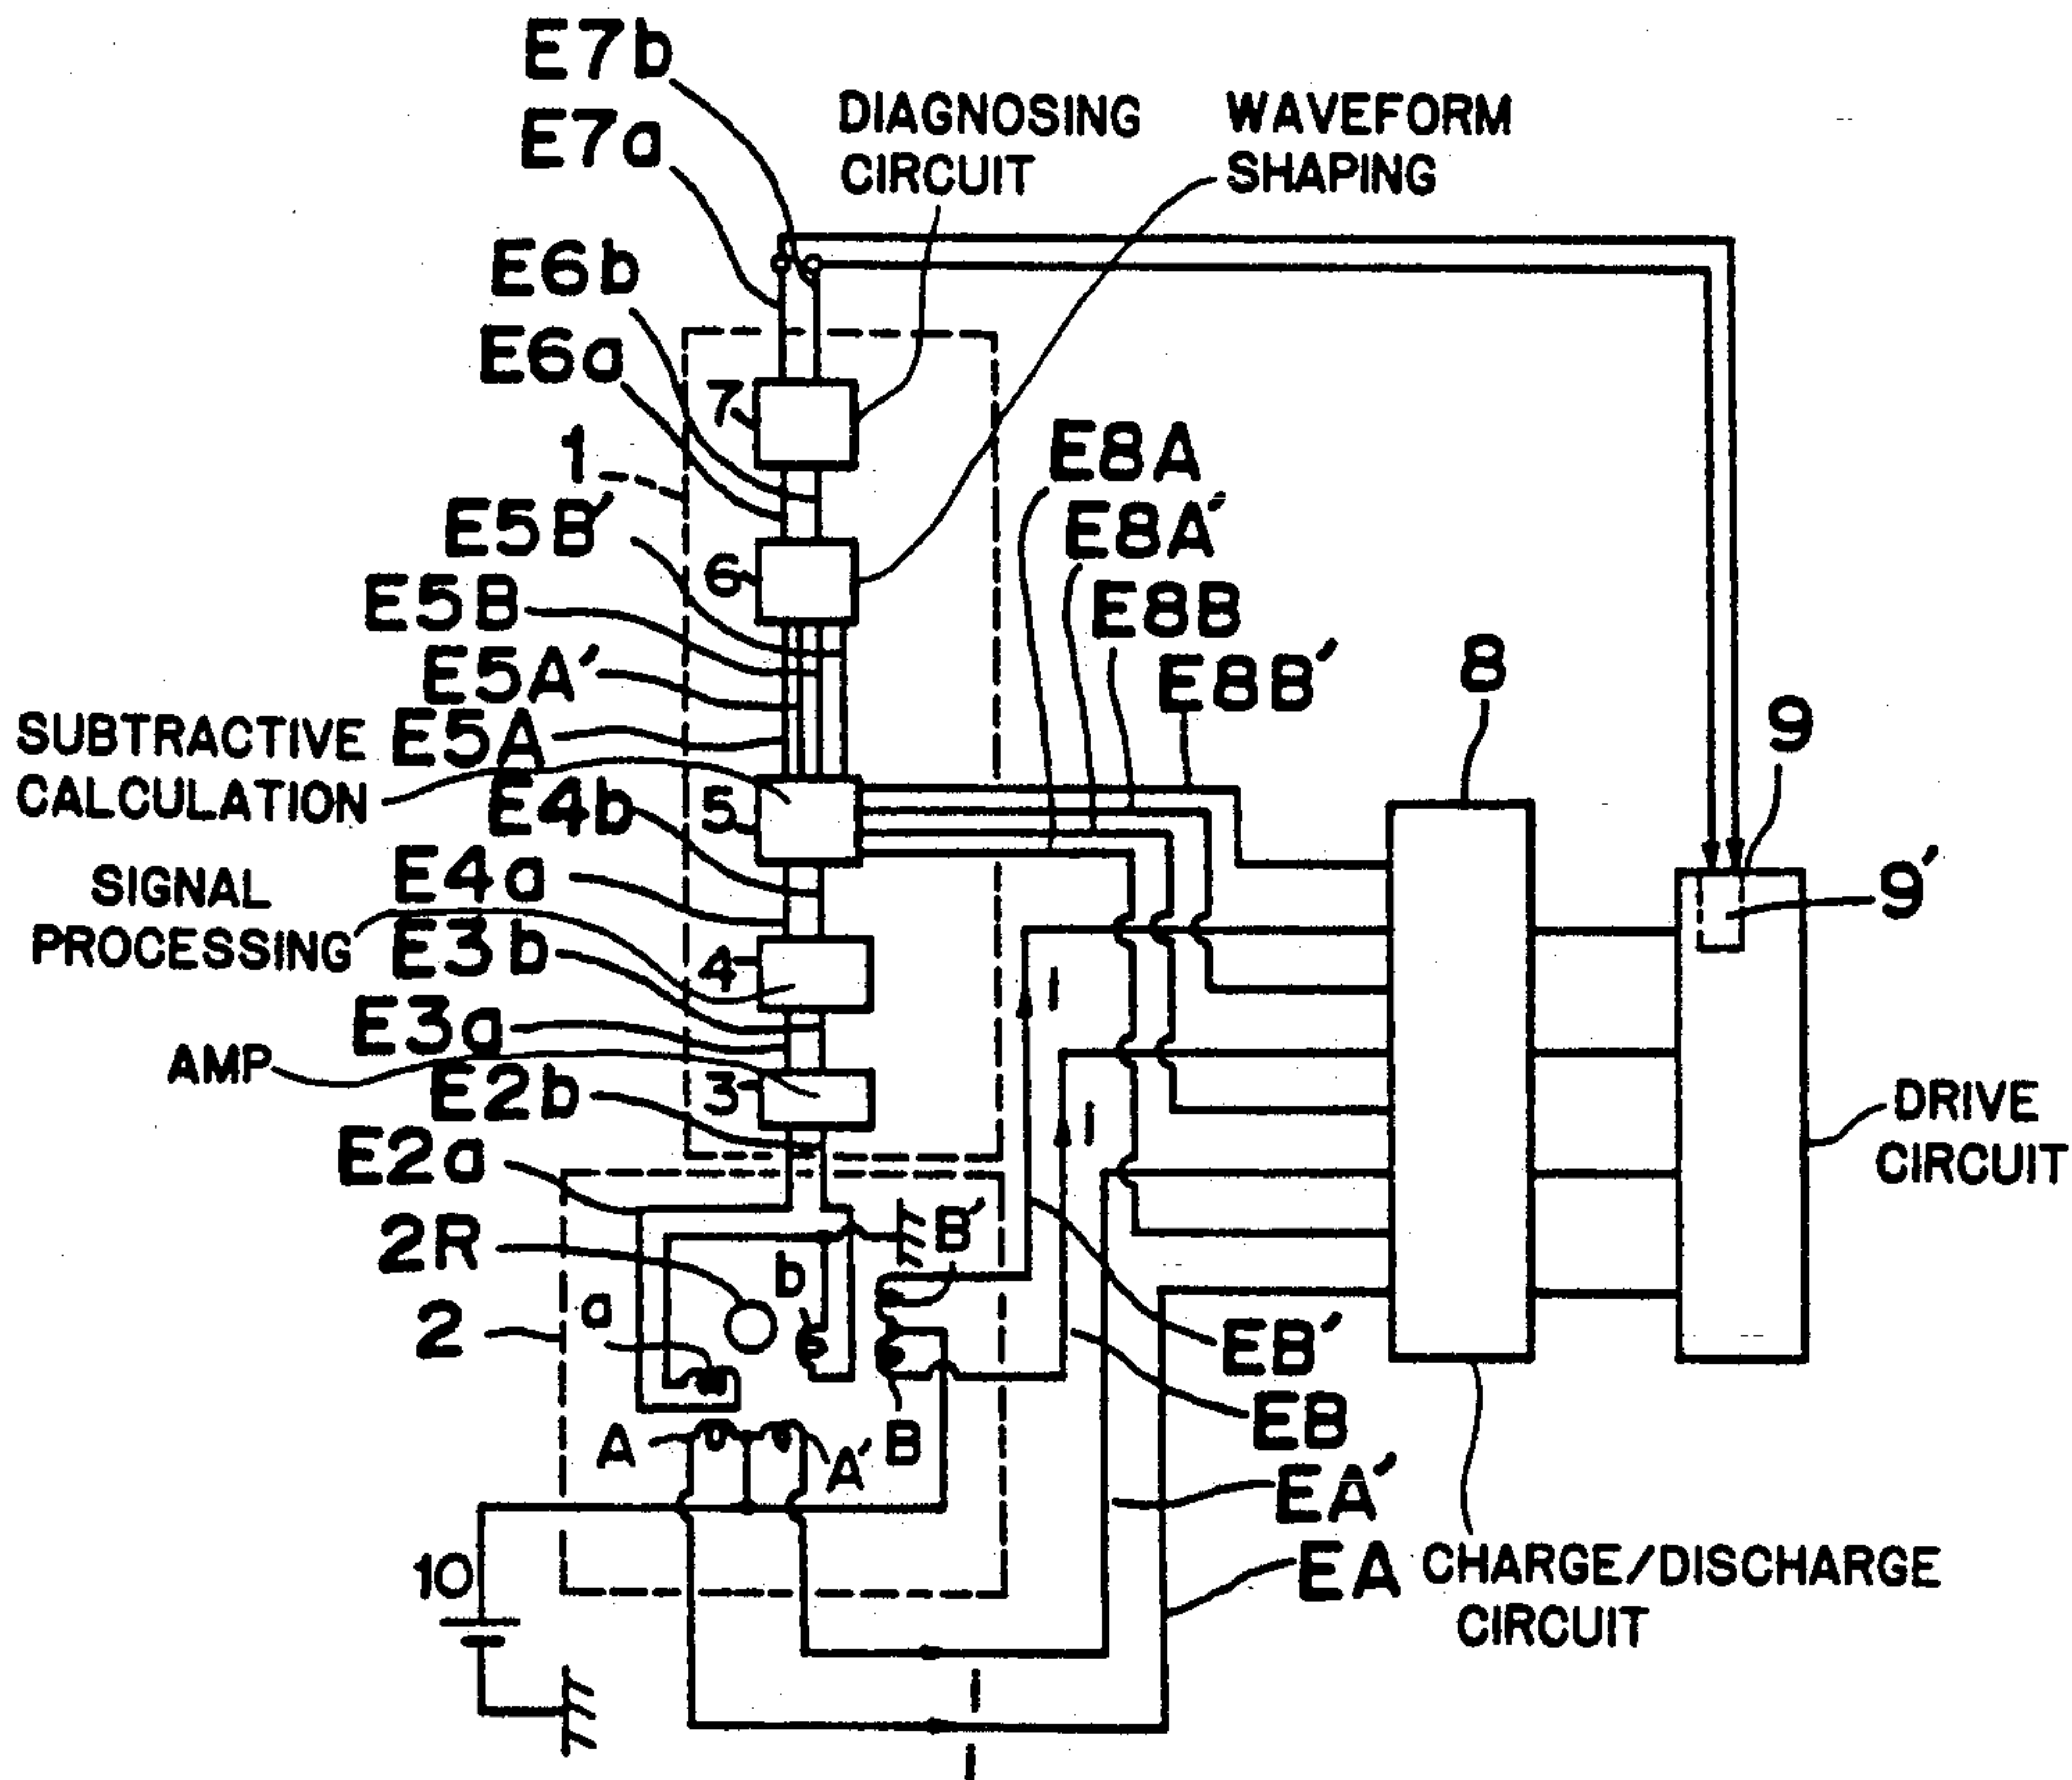 E7b
E7a
DIAGNOSING
CIRCUIT
WAVEFORM
SHAPING
E6b
E6a
7
1
E5B'
E8A
E8A'
E8B
E8B'
6
E5B
E5A'
E5A
SUBTRACTIVE
CALCULATION
8
9
9'
E4b
5
E4a
SIGNAL
PROCESSING
E3b
4
E3a
AMP
E2b
3
E2a
I
I
DRIVE
CIRCUIT
2R
B'
b
a
2
EB'
EB
A
A'
B
EA'
EA
CHARGE/DISCHARGE
CIRCUIT
10
I
I